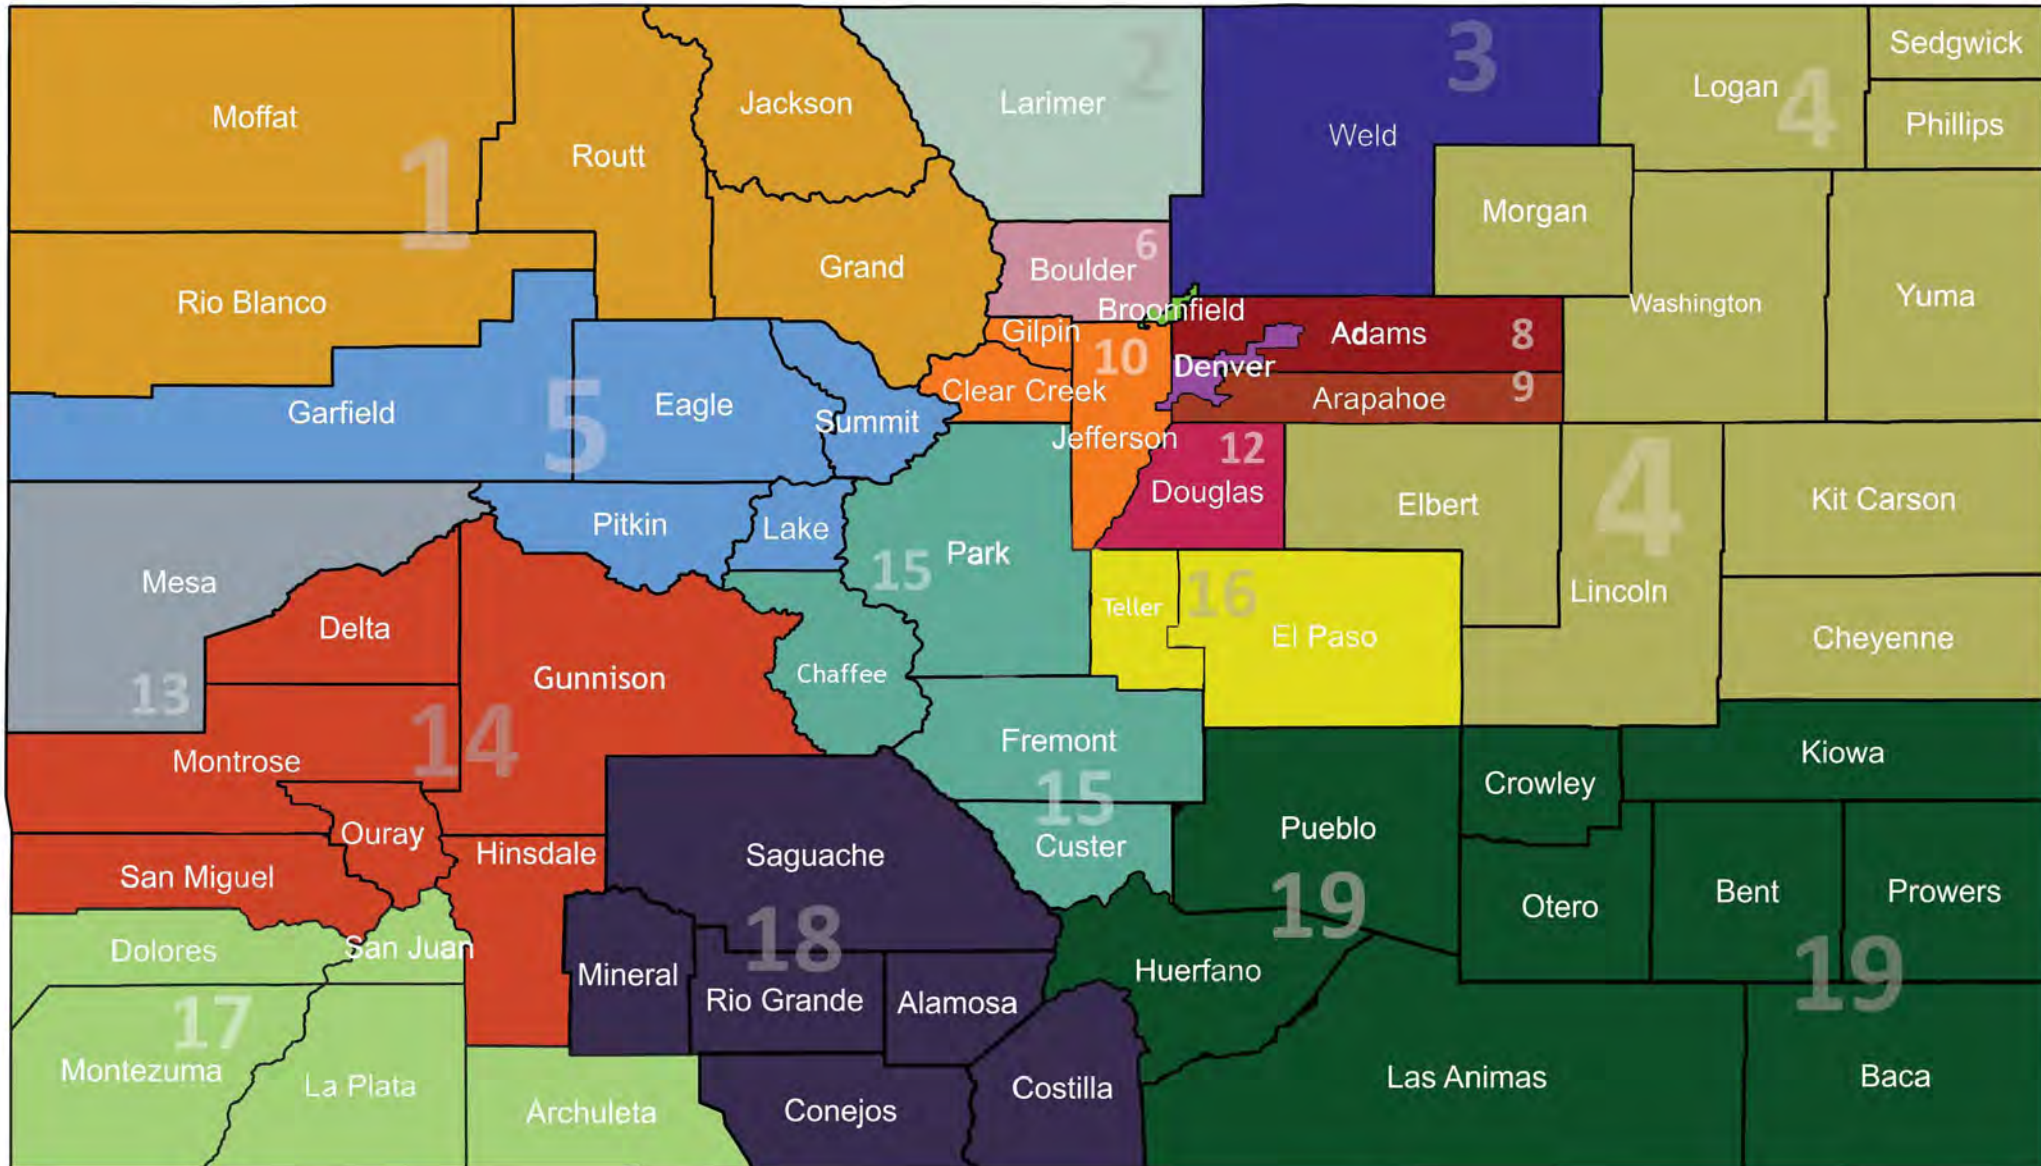 Sedgwick
2
3
Logan
4
Jackson
Larimer
Moffat
Phillips
Weld
Routt
1
Morgan
6
Grand
Boulder
Rio Blanco
Yuma
Washington
Broomfield
Gilpin
Adams
8
10
Denver
Clear Creek
9
Arapahoe
Garfield
5
Eagle
Summit
Jefferson
12
Douglas
4
Elbert
Kit Carson
Pitkin
Lake
Park
15
Mesa
16
Lincoln
Teller
Delta
El Paso
Cheyenne
Gunnison
Chaffee
13
14
Fremont
Montrose
Kiowa
Crowley
15
Ouray
Pueblo
Custer
Hinsdale
Saguache
San Miguel
Bent
Prowers
19
Otero
18
Dolores
San Juan
Mineral
Huerfano
19
Rio Grande
Alamosa
17
Montezuma
La Plata
Costilla
Las Animas
Baca
Archuleta
Conejos